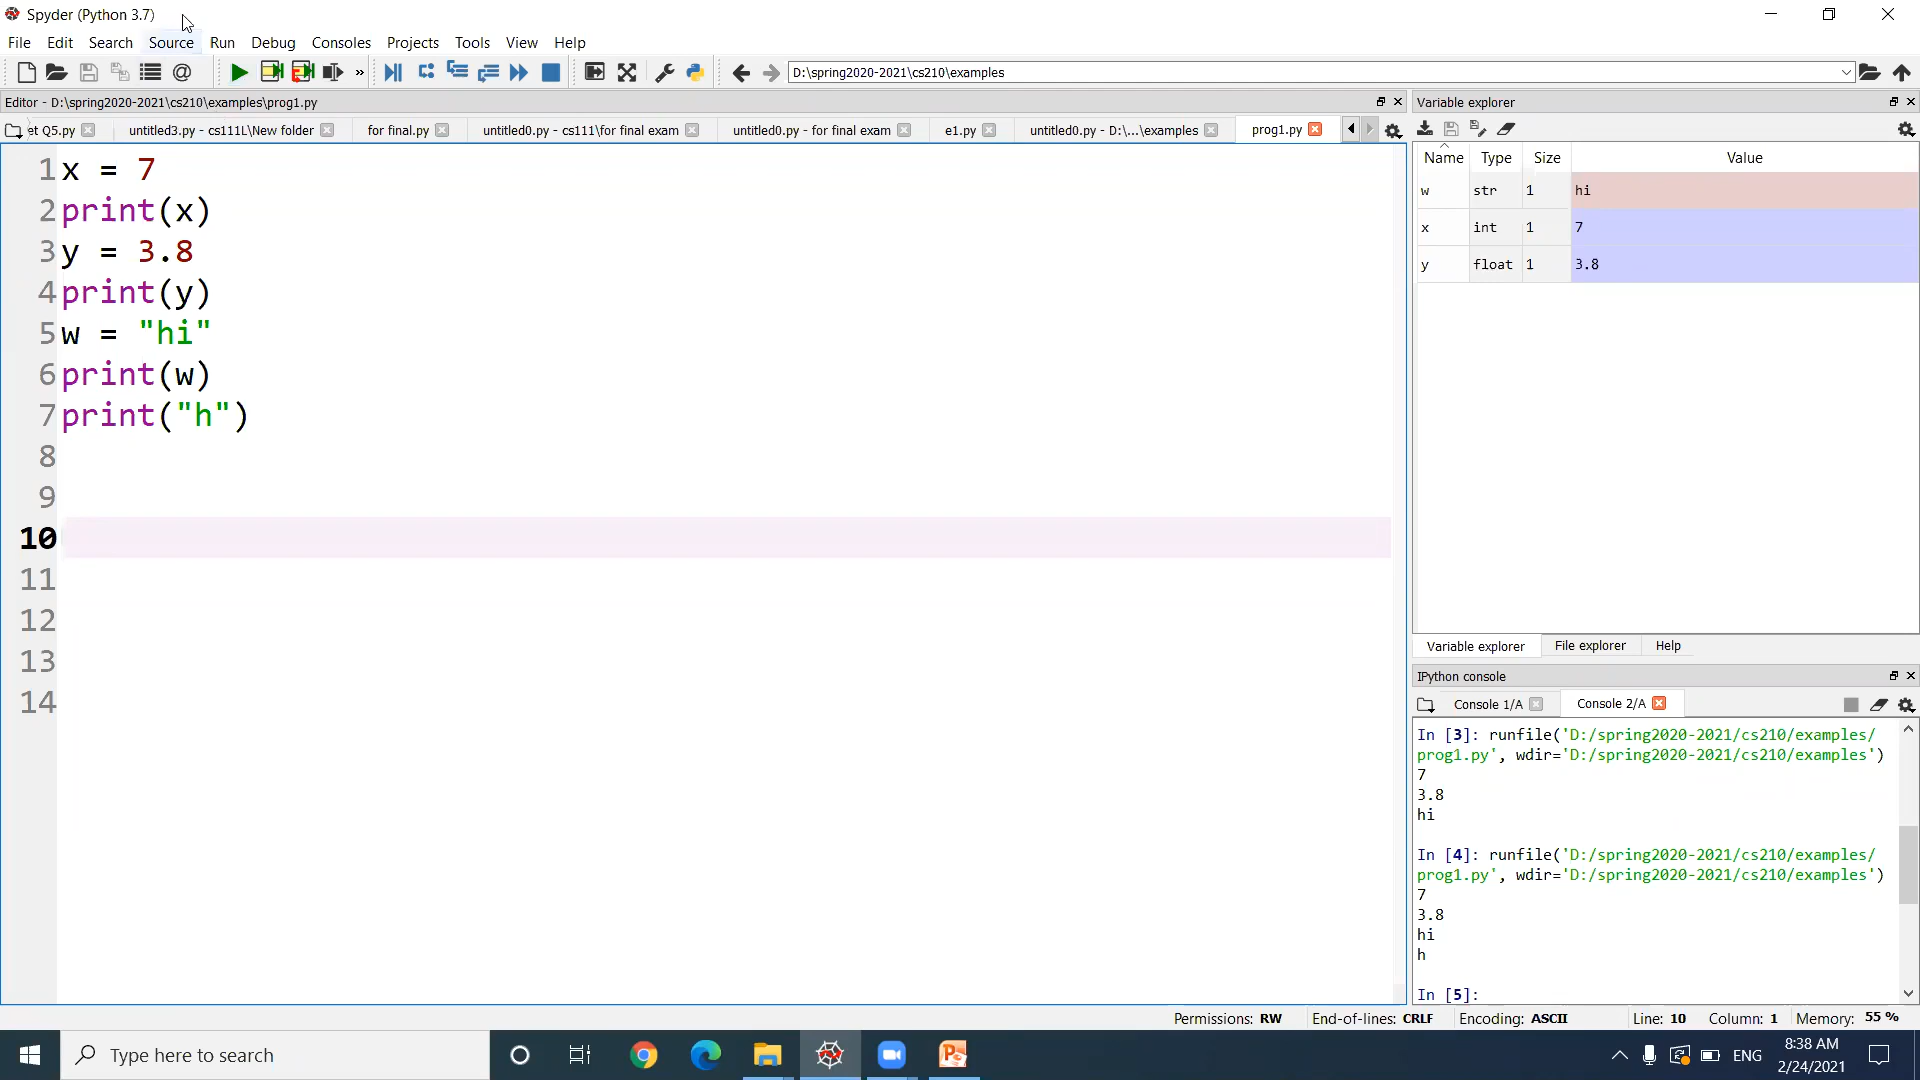 Spyder (Python 3.7)
File Edit Search Source Run Debug Consoles Projects Tools View Help
D:\spring2020-2021\cs210\examples
Editor - D:\spring2020-2021\cs210\examples\prog1.py
et Q5.py untitled3.py - cs111L\New folder for final.py untitled0.py - cs111\for final exam untitled0.py - for final exam e1.py untitled0.py - D:\...\examples prog1.py
1 x = 7
2 print(x)
3 y = 3.8
4 print(y)
5 w = "hi"
6 print(w)
7 print("h")
8
9
10
11
12
13
14
Variable explorer
Name Type Size Value
w str 1 hi
x int 1 7
y float 1 3.8
Variable explorer File explorer Help
IPython console
Console 1/A Console 2/A
In [3]: runfile('D:/spring2020-2021/cs210/examples/
prog1.py', wdir='D:/spring2020-2021/cs210/examples')
7
3.8
hi
In [4]: runfile('D:/spring2020-2021/cs210/examples/
prog1.py', wdir='D:/spring2020-2021/cs210/examples')
7
3.8
hi
h
In [5]:
Permissions: RW End-of-lines: CRLF Encoding: ASCII Line: 10 Column: 1 Memory: 55 %
Type here to search
ENG
8:38 AM
2/24/2021